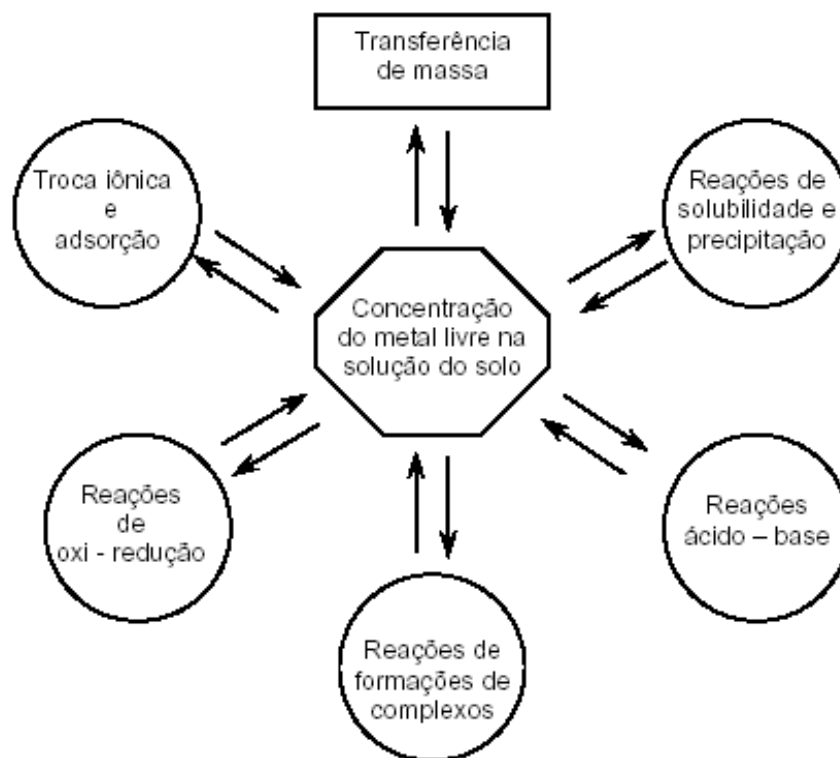 Transferência
de massa
Troca iônica
e
adsorção
Reações de
solubilidade e
precipitação
Concentração
do metal livre na
solução do solo
Reações
de
oxi - redução
Reações
ácido – base
Reações de
formações de
complexos